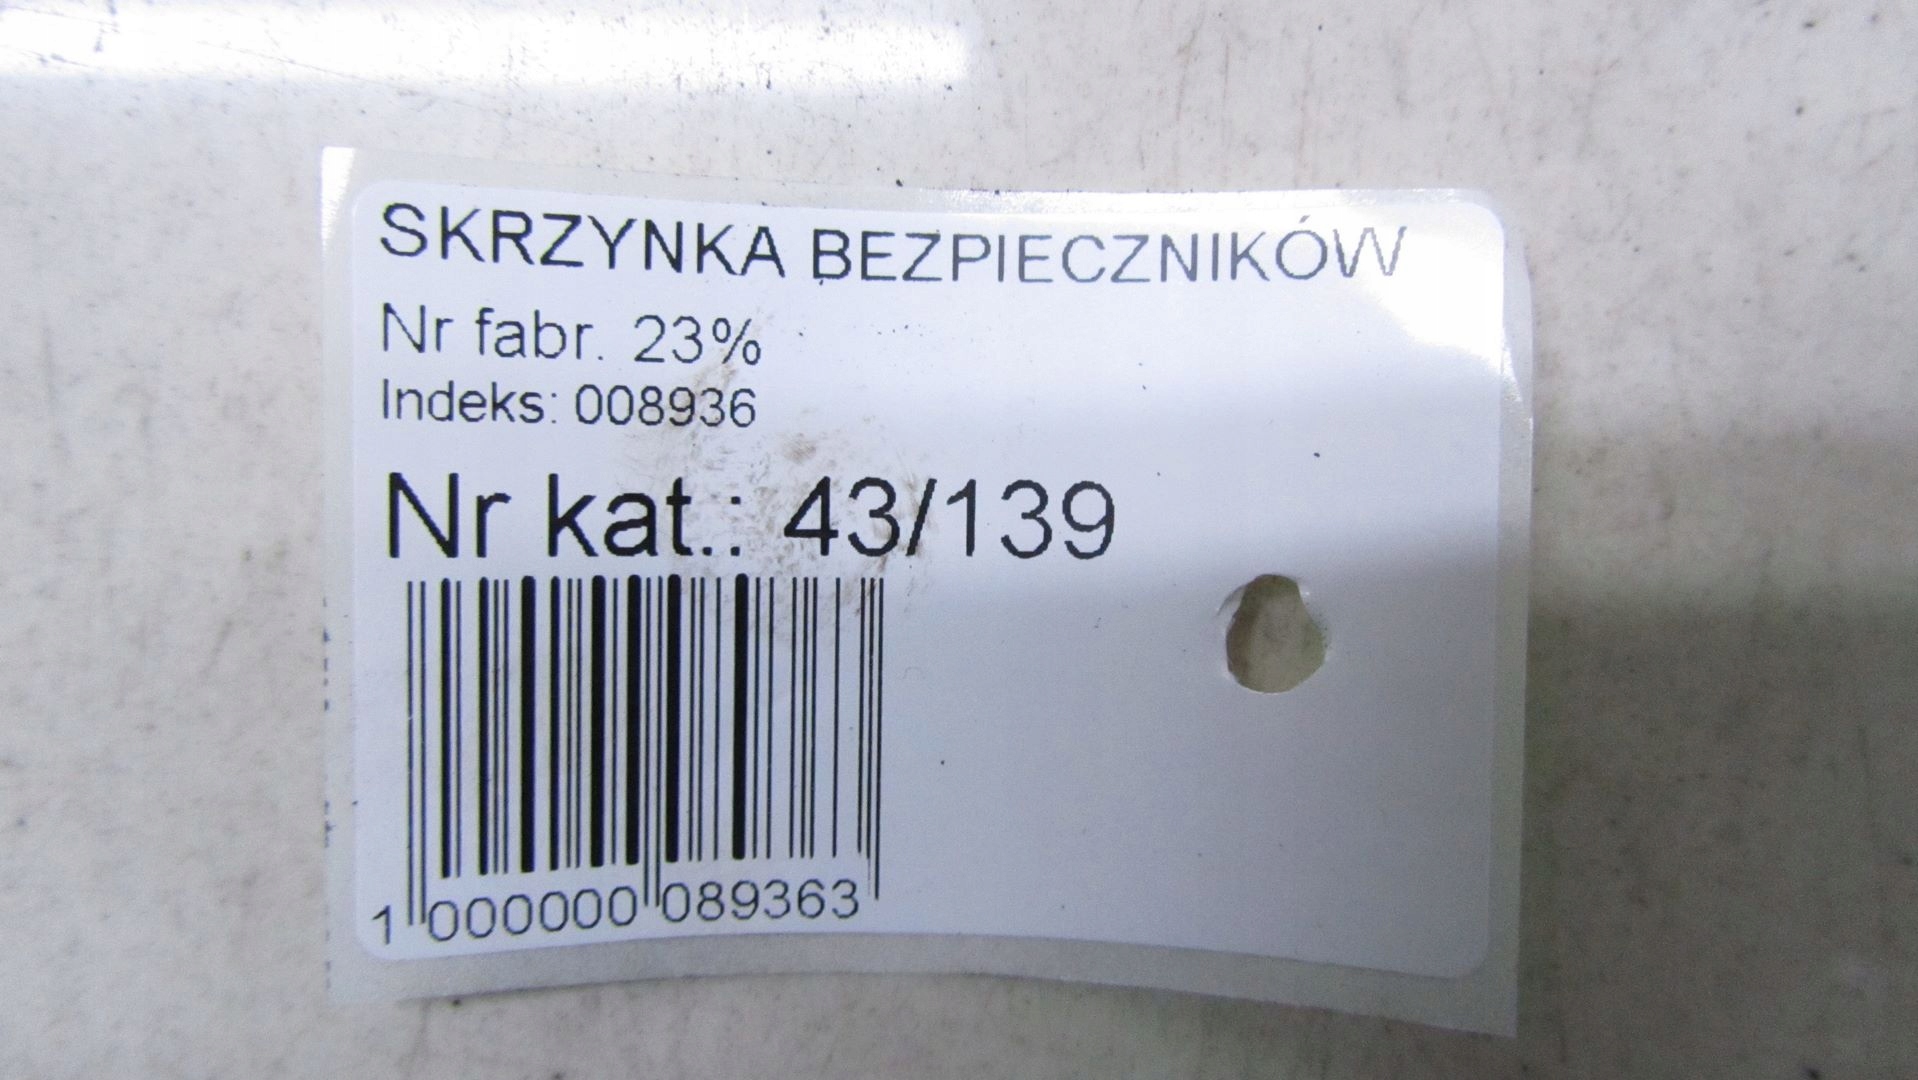 SKRZYNKA BEZPIECZNIKÓW
Nr fabr. 23%
Indeks: 008936
Nr kat.: 43/139
1 000000 089363